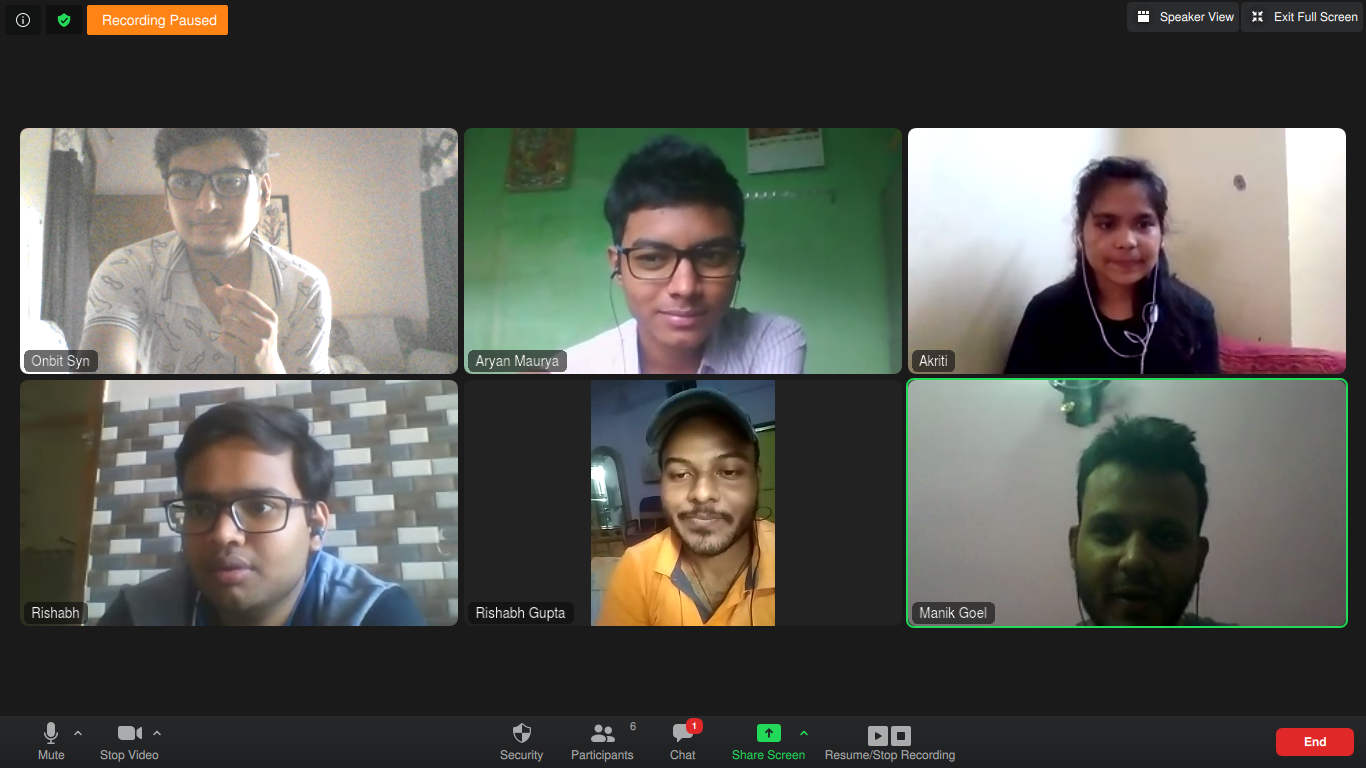 Recording Paused
Speaker View
Exit Full Screen
Onbit Syn
Aryan Maurya
Akriti
Rishabh
Rishabh Gupta
Manik Goel
Mute
Stop Video
Security
Participants
6
Chat
1
Share Screen
Resume/Stop Recording
End